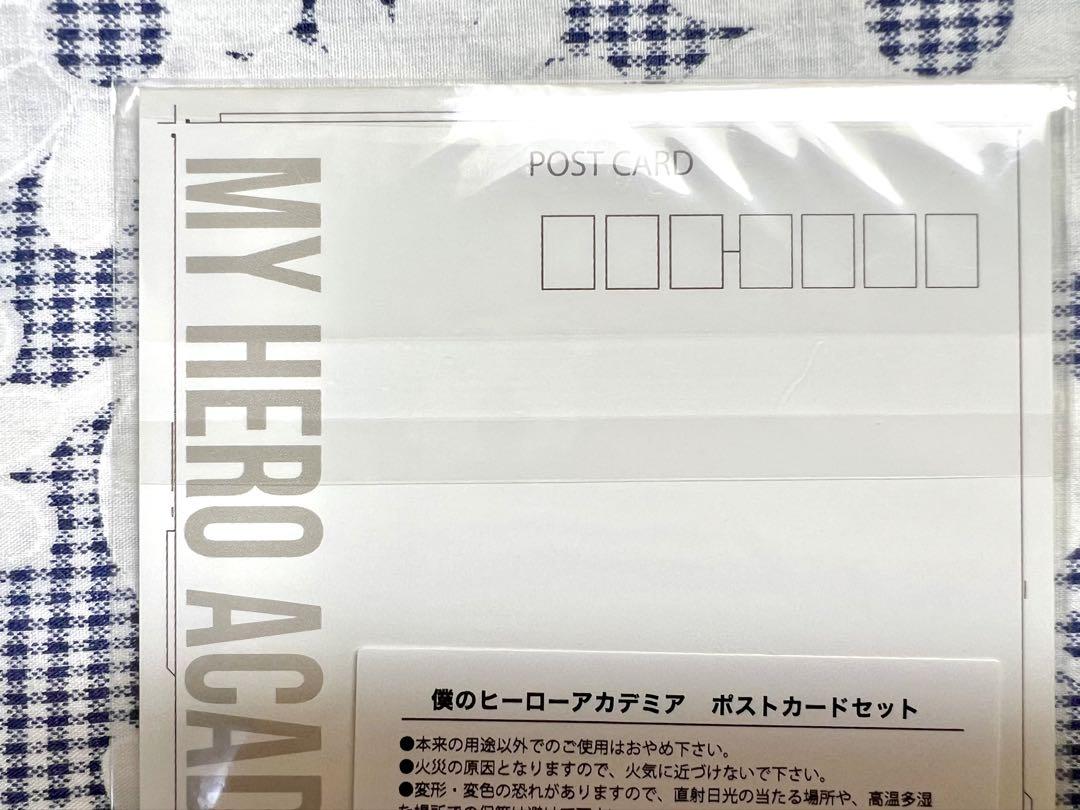 POST CARD
MY HERO ACAD
僕のヒーローアカデミア　ポストカードセット
●本来の用途以外でのご使用はおやめ下さい。
●火災の原因となりますので、火気に近づけないで下さい。
●変形・変色の恐れがありますので、直射日光の当たる場所や、高温多湿